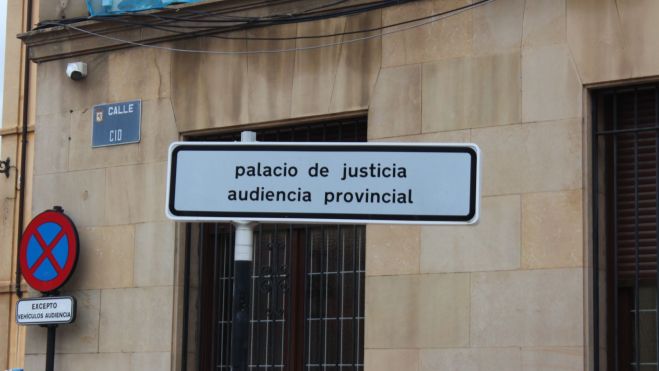 CALLE
CID
palacio de justicia
audiencia provincial
EXCEPTO
VEHICULOS AUDIENCIA